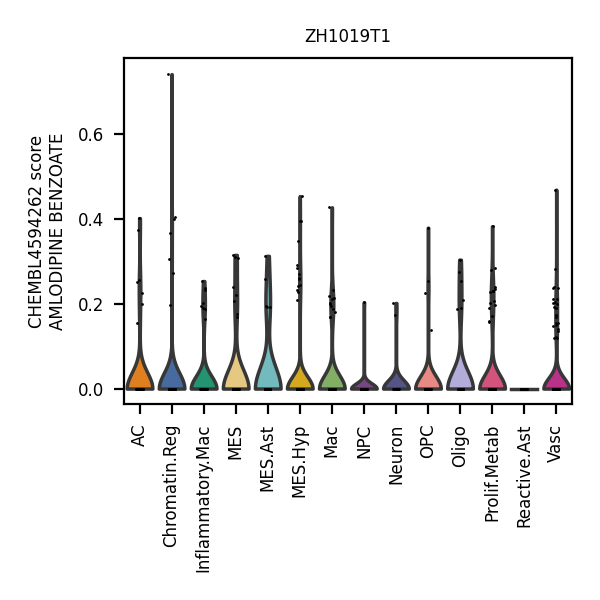 ZH1019T1
CHEMBL4594262 score
AMLODIPINE BENZOATE
0.6
0.4
0.2
0.0
AC
Chromatin.Reg
Inflammatory.Mac
MES
MES.Ast
MES.Hyp
Mac
NPC
Neuron
OPC
Oligo
Prolif.Metab
Reactive.Ast
Vasc